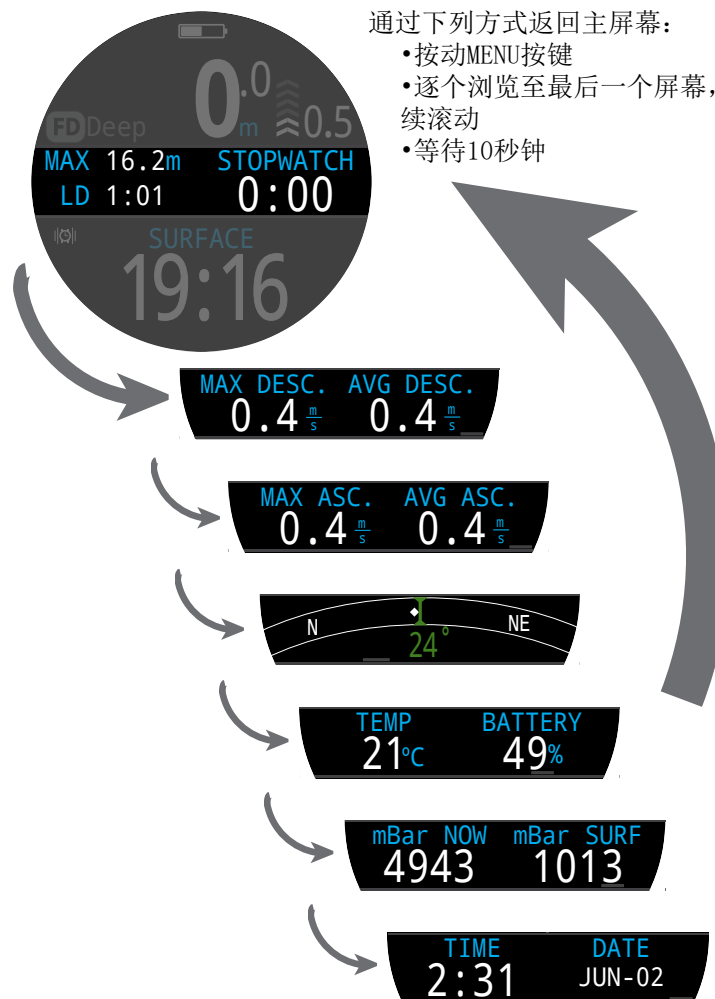 通过下列方式返回主屏幕：
•按动MENU按键
•逐个浏览至最后一个屏幕，
续滚动
•等待10秒钟
0.0 m 0.5
FD Deep
MAX 16.2m STOPWATCH
LD 1:01 0:00
SURFACE
19:16
MAX DESC. AVG DESC.
0.4 m/s 0.4 m/s
MAX ASC. AVG ASC.
0.4 m/s 0.4 m/s
N NE
24°
TEMP BATTERY
21°C 49%
mBar NOW mBar SURF
4943 1013
TIME DATE
2:31 JUN-02